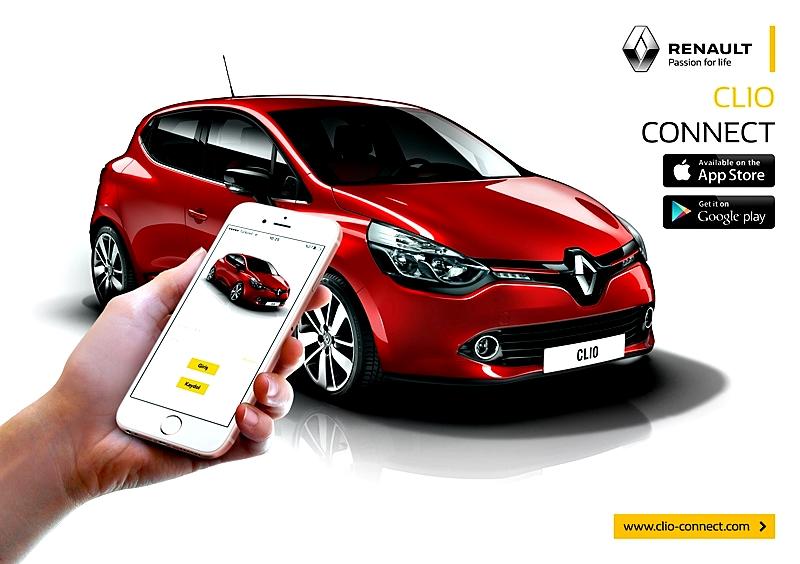 RENAULT
Passion for life
CLIO
CONNECT
Available on the
App Store
Get it on
Google play
Giriş
Kaydol
CLIO
www.clio-connect.com